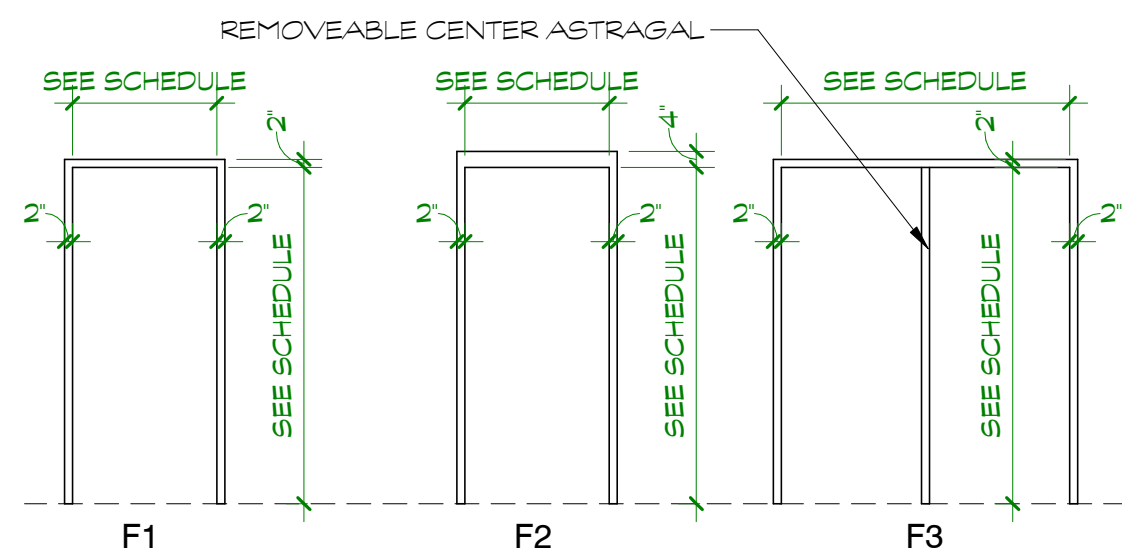 REMOVEABLE CENTER ASTRAGAL
SEE SCHEDULE
2"
2"
2"
SEE SCHEDULE
F1
SEE SCHEDULE
4"
2"
2"
SEE SCHEDULE
F2
SEE SCHEDULE
2"
2"
2"
SEE SCHEDULE
F3